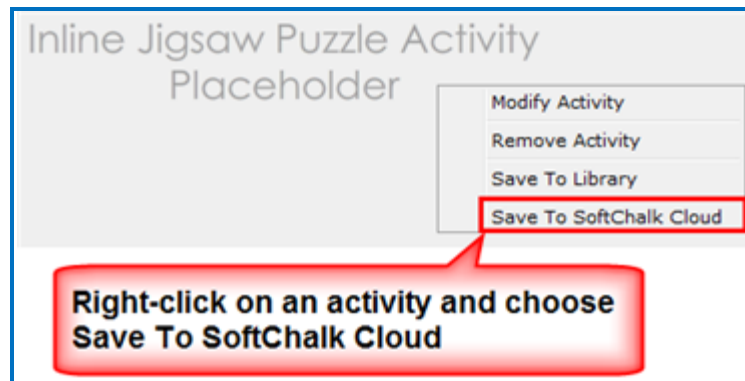 Inline Jigsaw Puzzle Activity
Placeholder
Modify Activity
Remove Activity
Save To Library
Save To SoftChalk Cloud
Right-click on an activity and choose
Save To SoftChalk Cloud